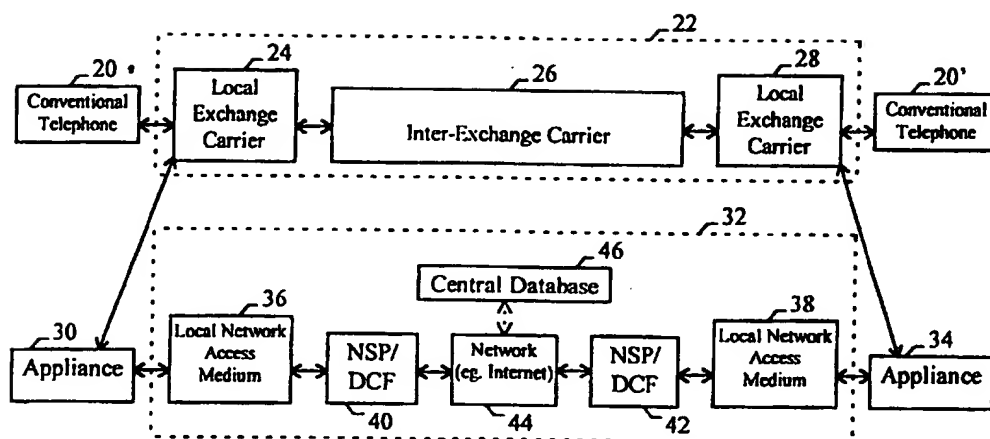 22
24
28
20
26
20'
Conventional
Telephone
Local
Exchange
Carrier
Inter-Exchange Carrier
Local
Exchange
Carrier
Conventional
Telephone
32
46
Central Database
36
38
30
34
Local Network
Access
Medium
NSP/
DCF
Network
(eg. Internet)
NSP/
DCF
Local Network
Access
Medium
Appliance
Appliance
40
44
42